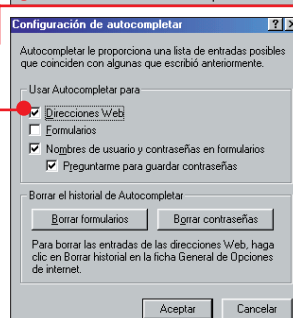 Configuración de autocompletar
Autocompletar le proporciona una lista de entradas posibles
que coinciden con algunas que escribió anteriormente.
Usar Autocompletar para
Direcciones Web
Formularios
Nombres de usuario y contraseñas en formularios
Preguntarme para guardar contraseñas
Borrar el historial de Autocompletar
Borrar formularios
Borrar contraseñas
Para borrar las entradas de las direcciones Web, haga
clic en Borrar historial en la ficha General de Opciones
de internet.
Aceptar
Cancelar